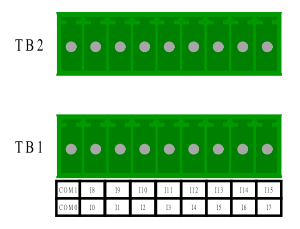 TB2
TB1
COM1 I8 I9 I10 I11 I12 I13 I14 I15
COM0 I0 I1 I2 I3 I4 I5 I6 I7